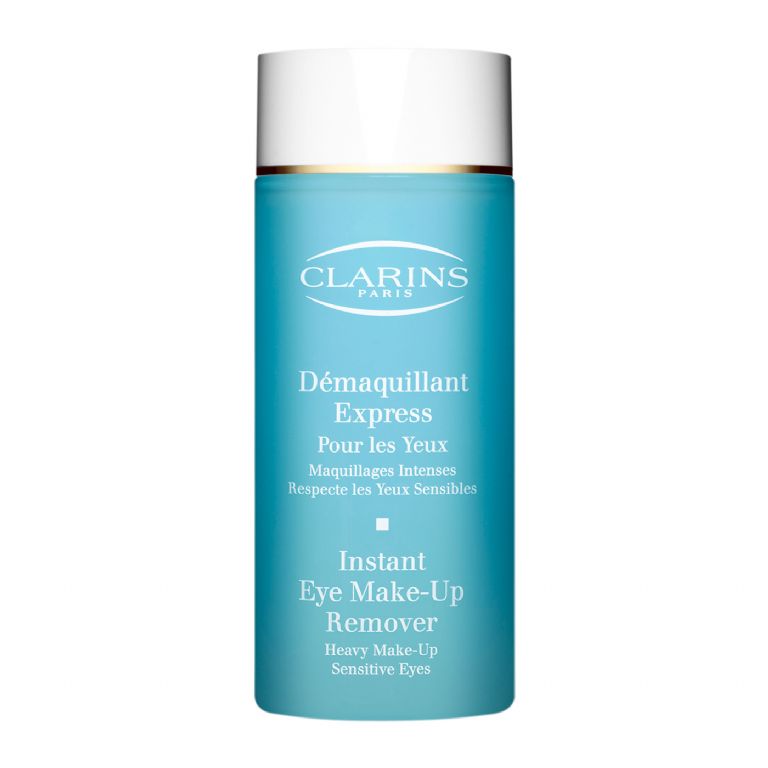 CLARINS
PARIS
Démaquillant
Express
Pour les Yeux
Maquillages Intenses
Respecte les Yeux Sensibles
Instant
Eye Make-Up
Remover
Heavy Make-Up
Sensitive Eyes